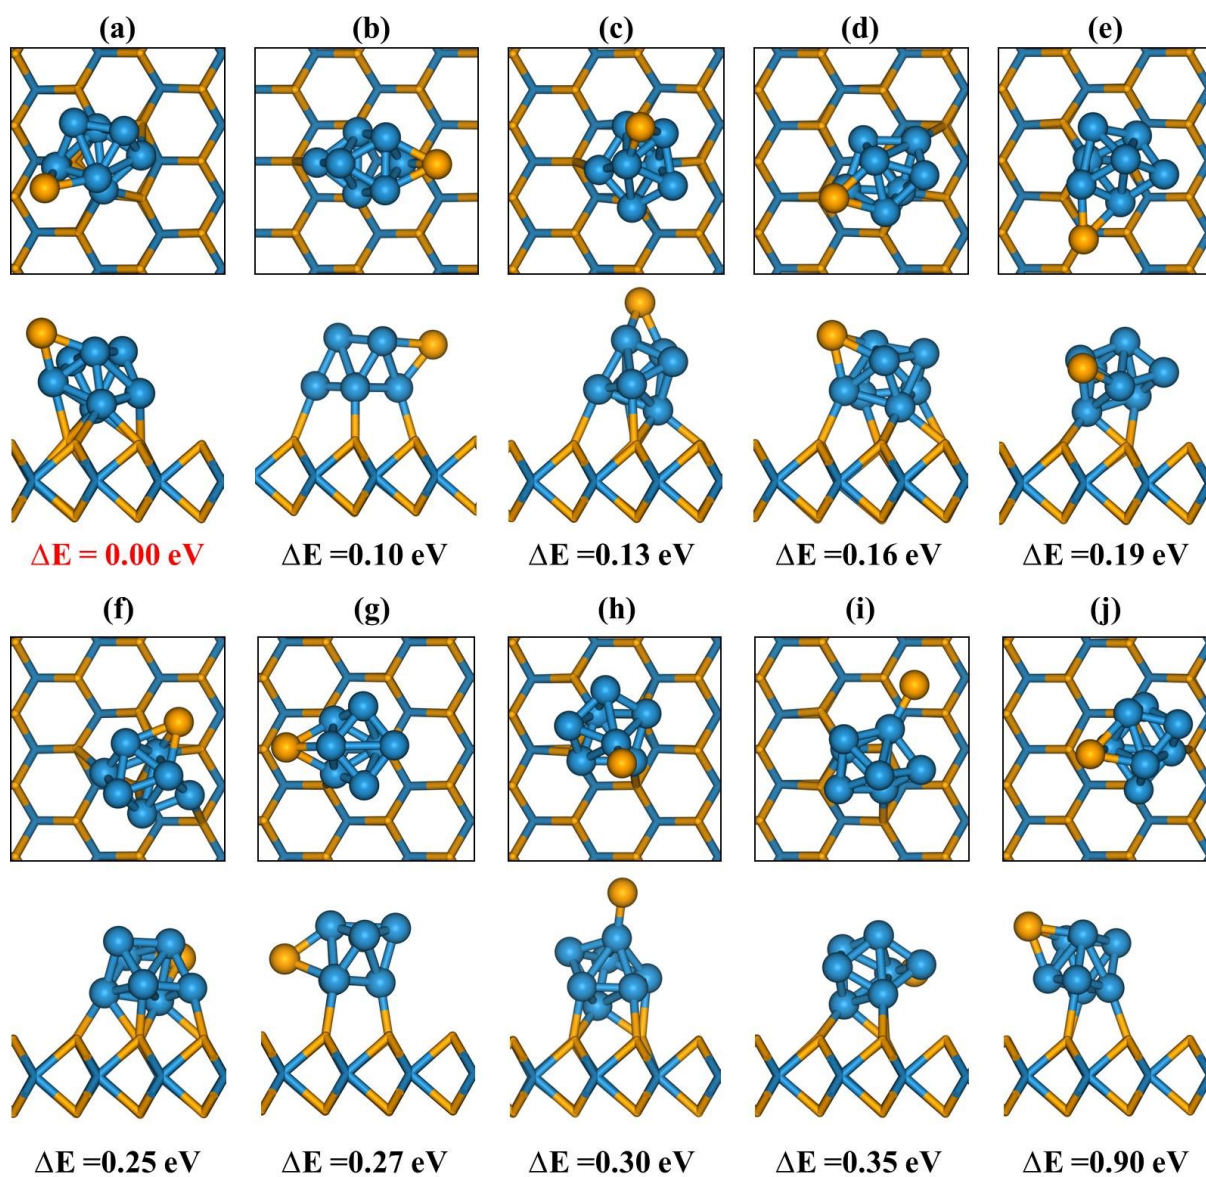 (a) (b) (c) (d) (e)
ΔE = 0.00 eV ΔE =0.10 eV ΔE =0.13 eV ΔE =0.16 eV ΔE =0.19 eV
(f) (g) (h) (i) (j)
ΔE =0.25 eV ΔE =0.27 eV ΔE =0.30 eV ΔE =0.35 eV ΔE =0.90 eV